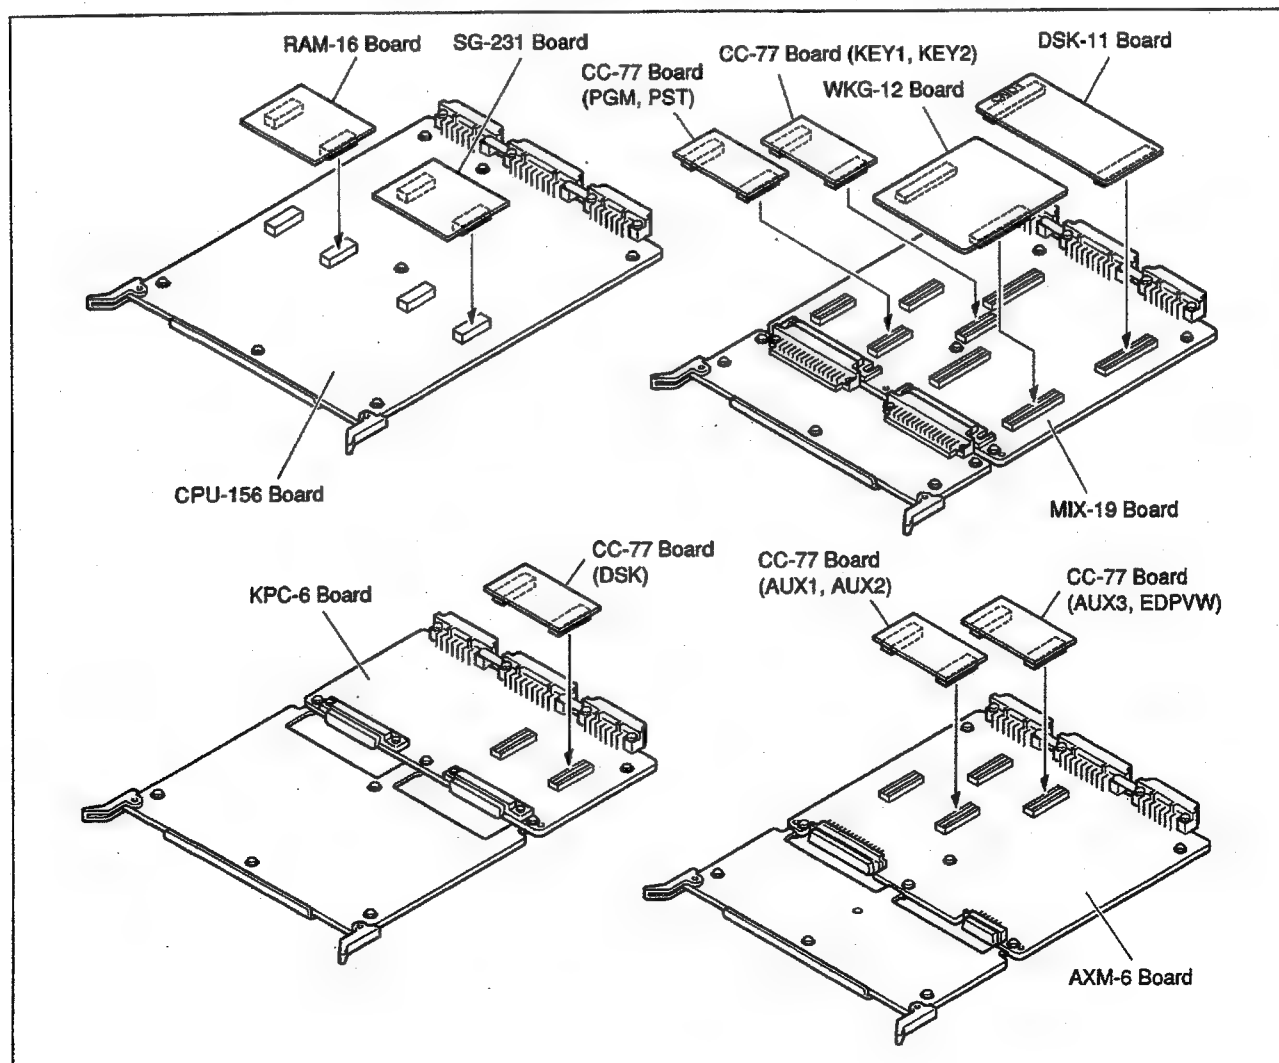 RAM-16 Board
SG-231 Board
CC-77 Board
(PGM, PST)
CC-77 Board (KEY1, KEY2)
WKG-12 Board
DSK-11 Board
CPU-156 Board
MIX-19 Board
KPC-6 Board
CC-77 Board
(DSK)
CC-77 Board
(AUX1, AUX2)
CC-77 Board
(AUX3, EDPVW)
AXM-6 Board